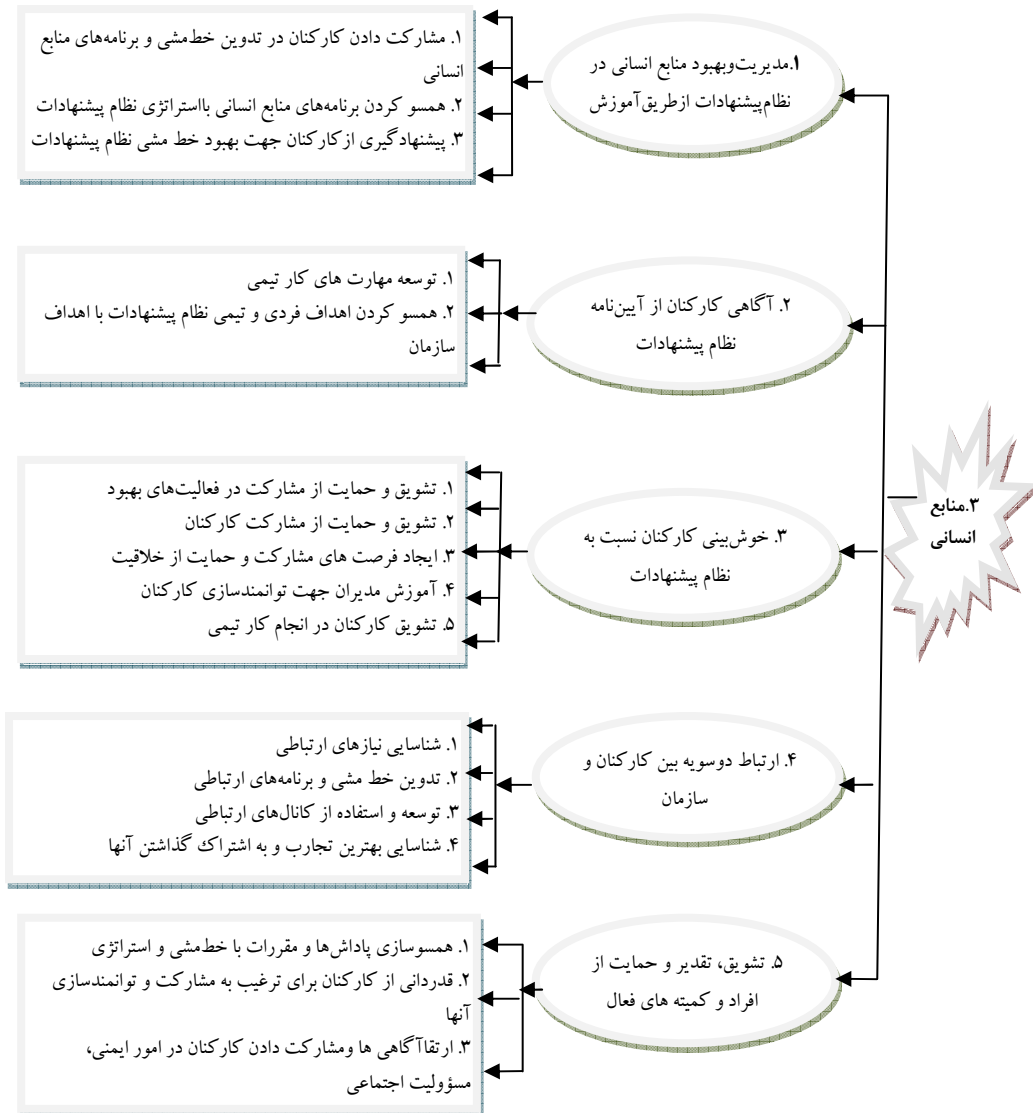 ۳.منابع
انسانی
۱.مدیریت‌وبهبود منابع انسانی در
نظام‌پیشنهادات ازطریق‌آموزش
۱. مشارکت دادن کارکنان در تدوین خط‌مشی و برنامه‌های منابع
انسانی
۲. همسو کردن برنامه‌های منابع انسانی بااستراتژی نظام پیشنهادات
۳. پیشنهادگیری ازکارکنان جهت بهبود خط مشی نظام پیشنهادات
۲. آگاهی کارکنان از آیین‌نامه
نظام پیشنهادات
۱. توسعه مهارت های کار تیمی
۲. همسو کردن اهداف فردی و تیمی نظام پیشنهادات با اهداف
سازمان
۳. خوش‌بینی کارکنان نسبت به
نظام پیشنهادات
۱. تشویق و حمایت از مشارکت در فعالیت‌های بهبود
۲. تشویق و حمایت از مشارکت کارکنان
۳. ایجاد فرصت های مشارکت و حمایت از خلاقیت
۴. آموزش مدیران جهت توانمندسازی کارکنان
۵. تشویق کارکنان در انجام کار تیمی
۴. ارتباط دوسویه بین کارکنان و
سازمان
۱. شناسایی نیازهای ارتباطی
۲. تدوین خط مشی و برنامه‌های ارتباطی
۳. توسعه و استفاده از کانال‌های ارتباطی
۴. شناسایی بهترین تجارب و به اشتراك گذاشتن آنها
۵. تشویق، تقدیر و حمایت از
افراد و کمیته های فعال
۱. همسوسازی پاداش‌ها و مقررات با خط‌مشی و استراتژی
۲. قدردانی از کارکنان برای ترغیب به مشارکت و توانمندسازی
آنها
۳. ارتقاآگاهی ها ومشارکت دادن کارکنان در امور ایمنی،
مسؤولیت اجتماعی